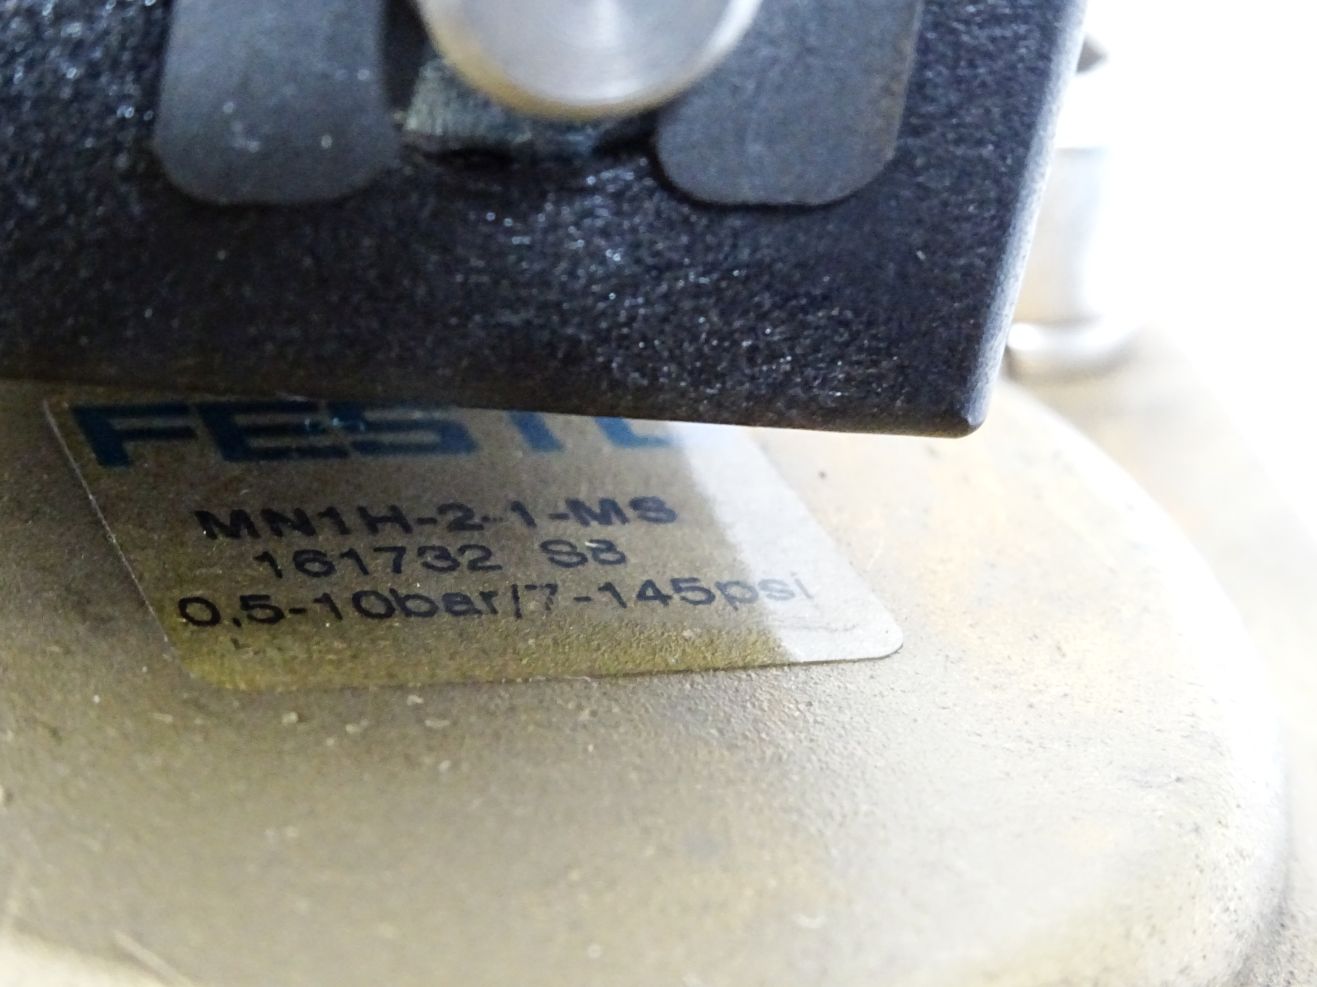 FESTO
MN1H-2-1-MS
161732 S8
0,5-10bar/7-145psi